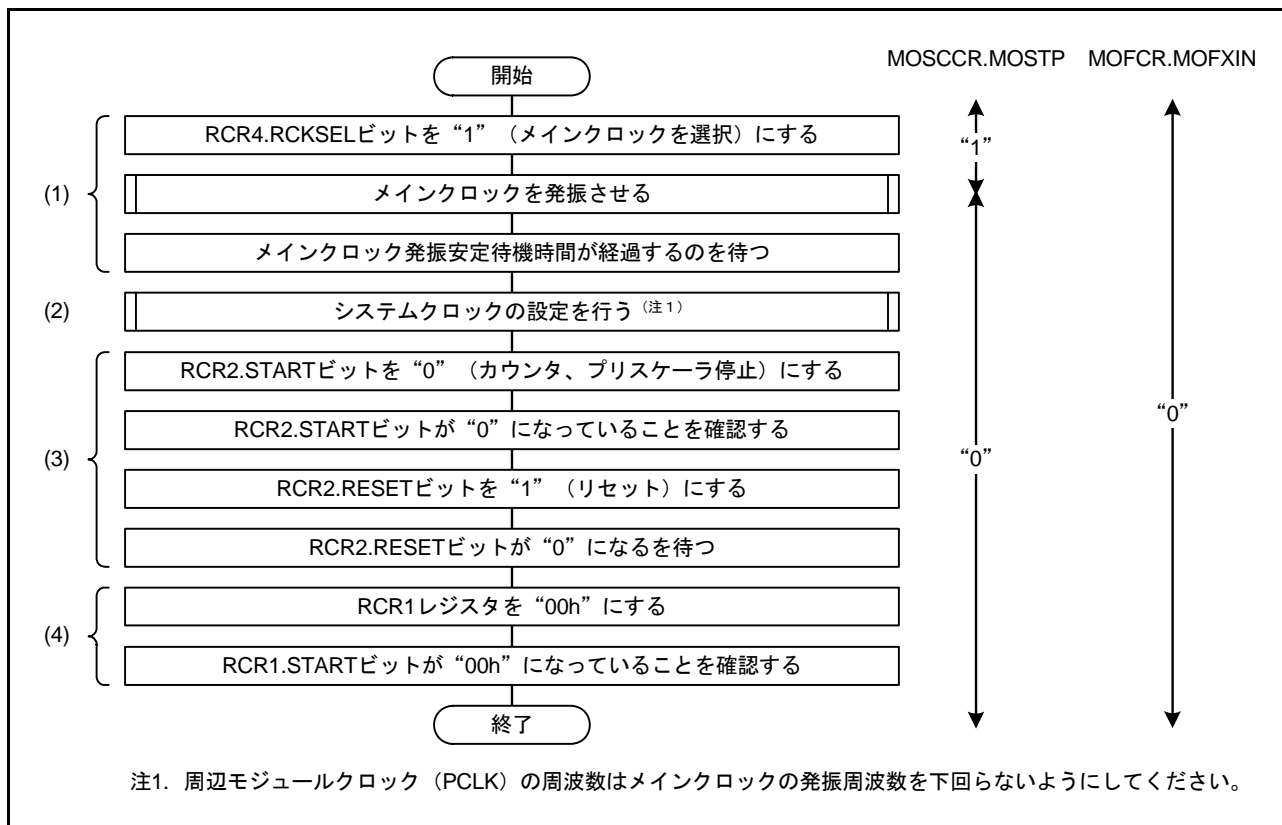 MOSCCR.MOSTP MOFCR.MOFXIN
開始
RCR4.RCKSELビットを“1”（メインクロックを選択）にする
“1”
(1)
メインクロックを発振させる
メインクロック発振安定待機時間が経過するのを待つ
(2)
システムクロックの設定を行う（注1）
RCR2.STARTビットを“0”（カウンタ、プリスケーラ停止）にする
“0”
RCR2.STARTビットが“0”になっていることを確認する
(3)
“0”
RCR2.RESETビットを“1”（リセット）にする
RCR2.RESETビットが“0”になるを待つ
RCR1レジスタを“00h”にする
(4)
RCR1.STARTビットが“00h”になっていることを確認する
終了
注1. 周辺モジュールクロック（PCLK）の周波数はメインクロックの発振周波数を下回らないようにしてください。